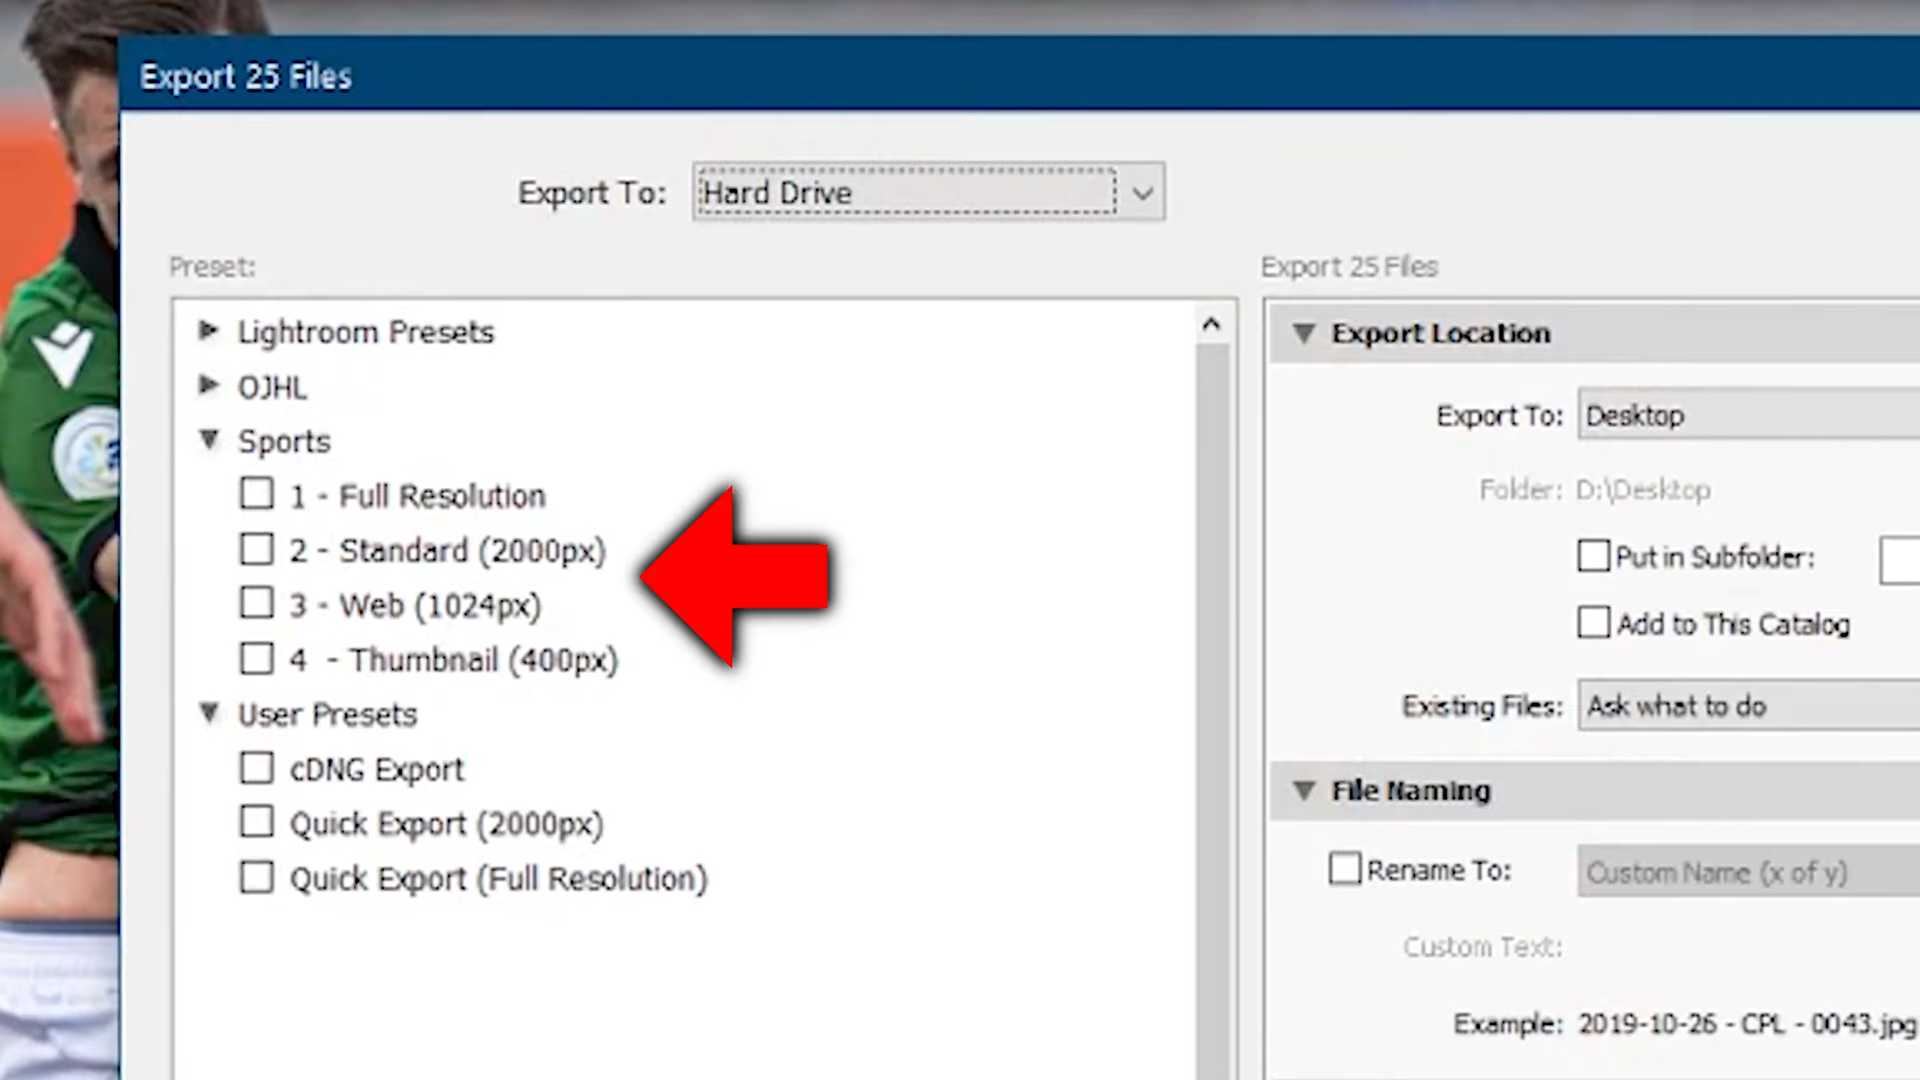 Export 25 Files
Export To: Hard Drive
Preset:
Lightroom Presets
OJHL
Sports
1 - Full Resolution
2 - Standard (2000px)
3 - Web (1024px)
4 - Thumbnail (400px)
User Presets
cDNG Export
Quick Export (2000px)
Quick Export (Full Resolution)
Export 25 Files
Export Location
Export To: Desktop
Folder: D:\Desktop
Put in Subfolder:
Add to This Catalog
Existing Files: Ask what to do
File Naming
Rename To: Custom Name (x of y)
Custom Text:
Example: 2019-10-26 - CPL - 0043.jpg